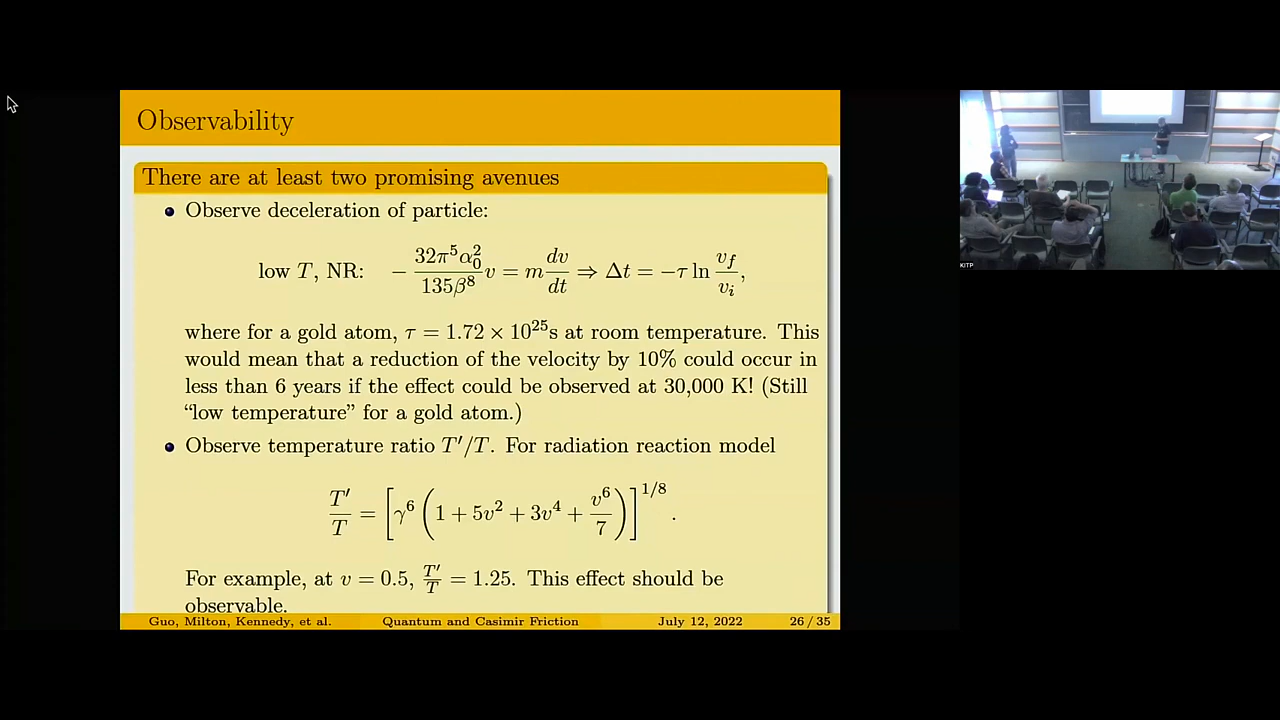 Observability
There are at least two promising avenues
Observe deceleration of particle:
low T, NR: − 32π⁵α₀²/135β⁸ v = m dv/dt ⇒ Δt = −τ ln v_f/v_i,
where for a gold atom, τ = 1.72 × 10²⁵s at room temperature. This
would mean that a reduction of the velocity by 10% could occur in
less than 6 years if the effect could be observed at 30,000 K! (Still
“low temperature” for a gold atom.)
Observe temperature ratio T′/T. For radiation reaction model
T′/T = [γ⁶ (1 + 5v² + 3v⁴ + v⁶/7)]^1/8.
For example, at v = 0.5, T′/T = 1.25. This effect should be
observable.
Guo, Milton, Kennedy, et al. Quantum and Casimir Friction July 12, 2022 26 / 35
KITP